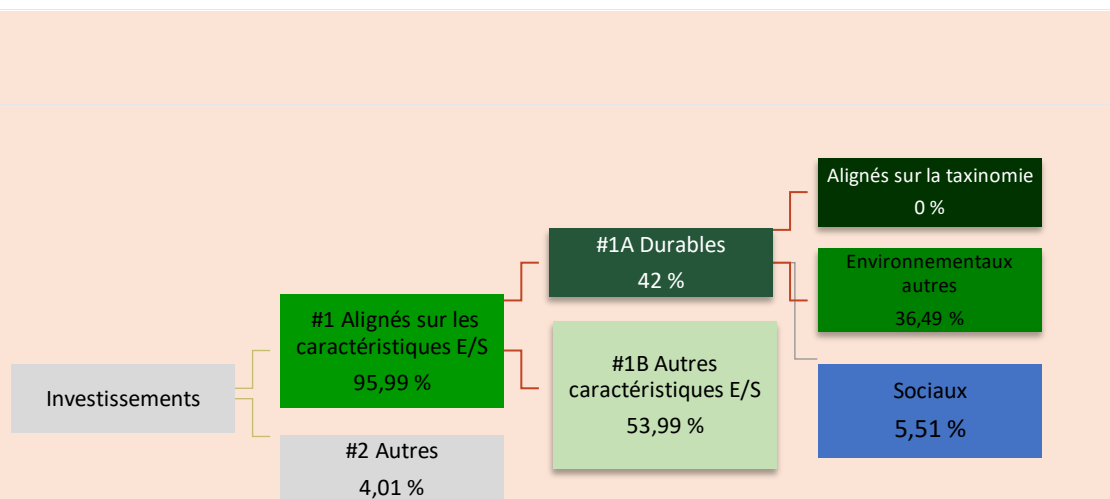 Investissements
#1 Alignés sur les
caractéristiques E/S
95,99 %
#2 Autres
4,01 %
#1A Durables
42 %
#1B Autres
caractéristiques E/S
53,99 %
Alignés sur la taxinomie
0 %
Environnementaux
autres
36,49 %
Sociaux
5,51 %